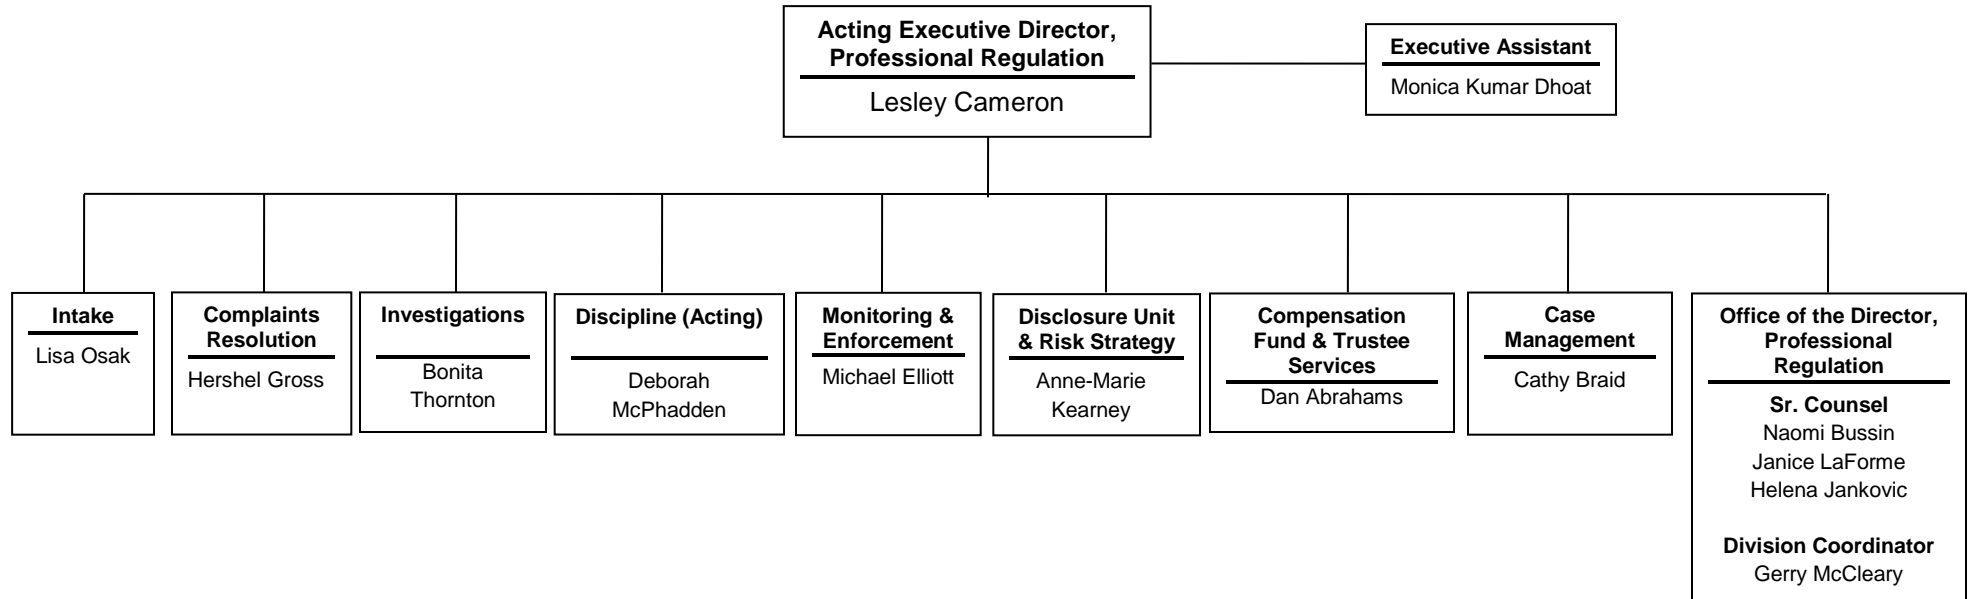 Acting Executive Director,
Professional Regulation
Lesley Cameron
Executive Assistant
Monica Kumar Dhoat
Intake
Lisa Osak
Complaints
Resolution
Hershel Gross
Investigations
Bonita
Thornton
Discipline (Acting)
Deborah
McPhadden
Monitoring &
Enforcement
Michael Elliott
Disclosure Unit
& Risk Strategy
Anne-Marie
Kearney
Compensation
Fund & Trustee
Services
Dan Abrahams
Case
Management
Cathy Braid
Office of the Director,
Professional
Regulation
Sr. Counsel
Naomi Bussin
Janice LaForme
Helena Jankovic
Division Coordinator
Gerry McCleary